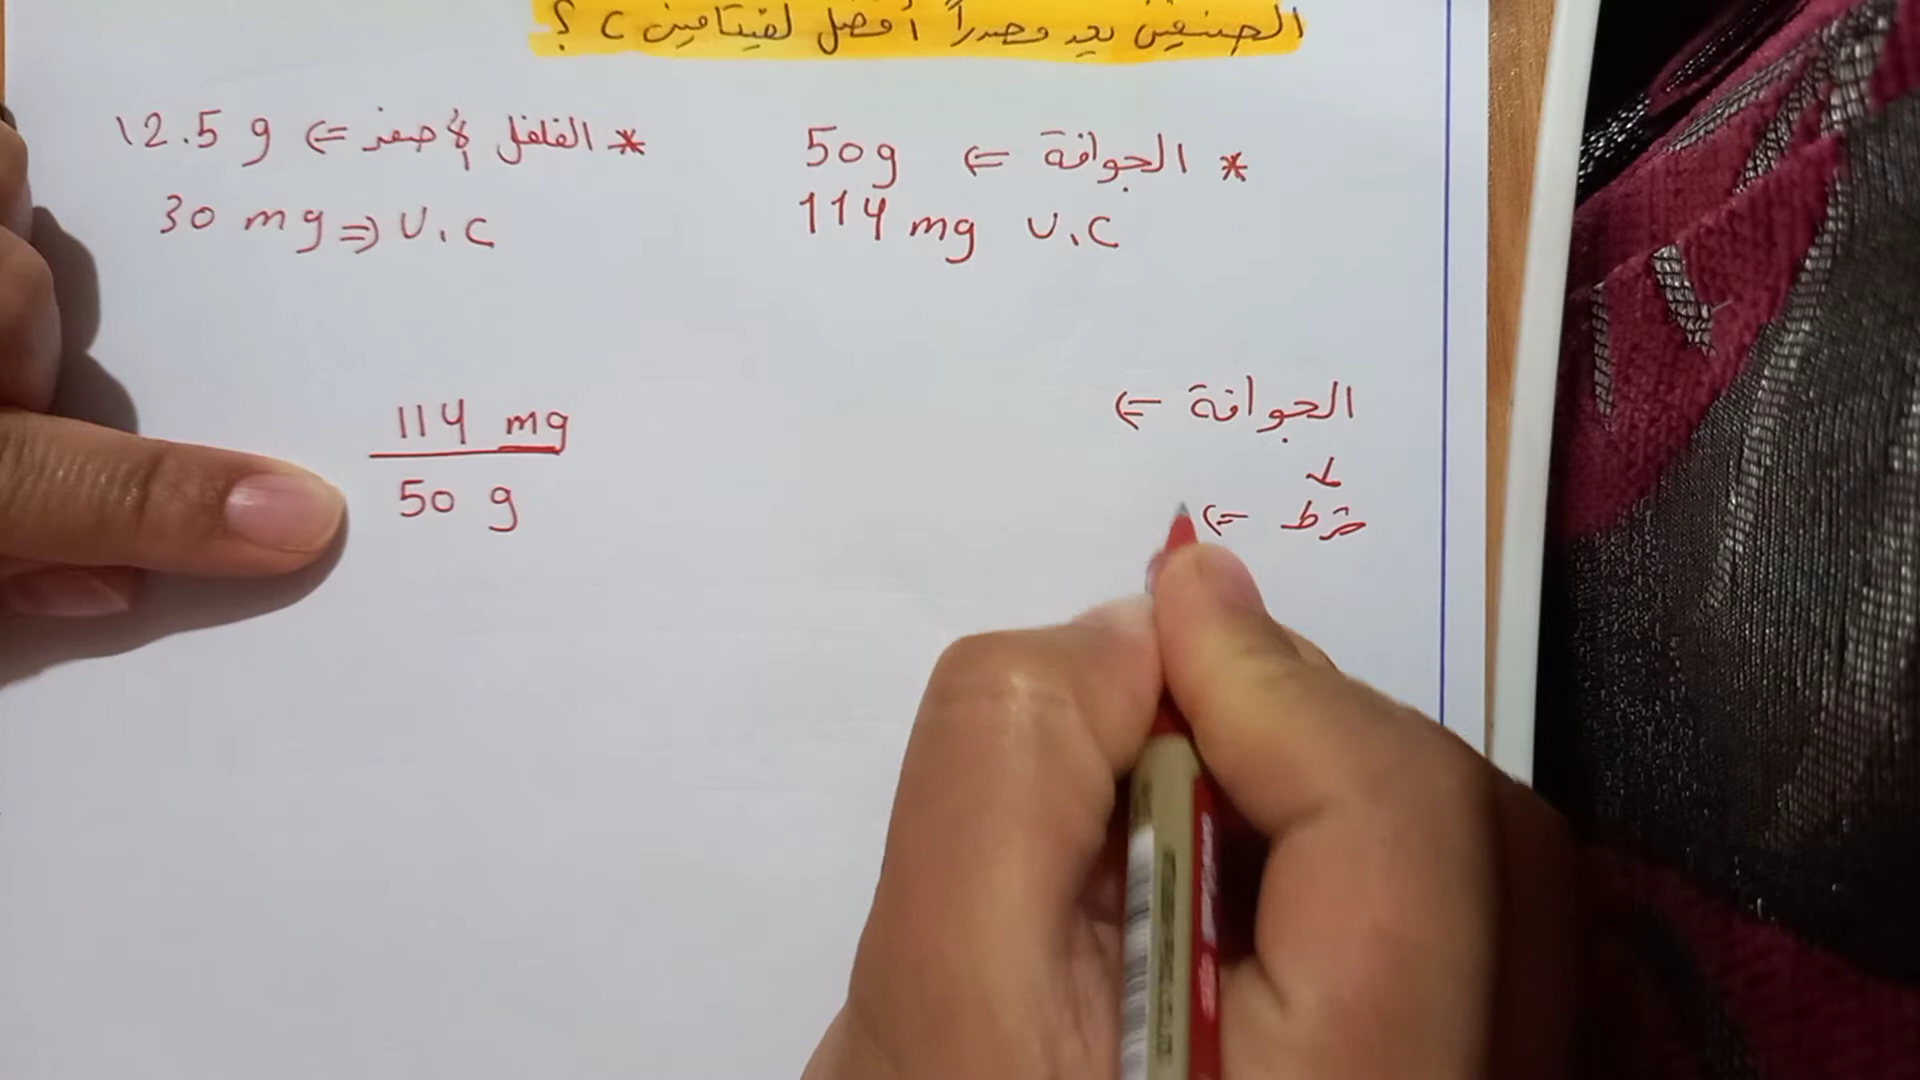 الصنفين يعد مصدراً أفضل لفيتامين C ؟
* الجوافة ⇐ 50g
114 mg V.C
* الفلفل الأصفر ⇐ 12.5 g
30 mg ⇒ V.C
الجوافة ⇐
114 mg
50 g
⇐